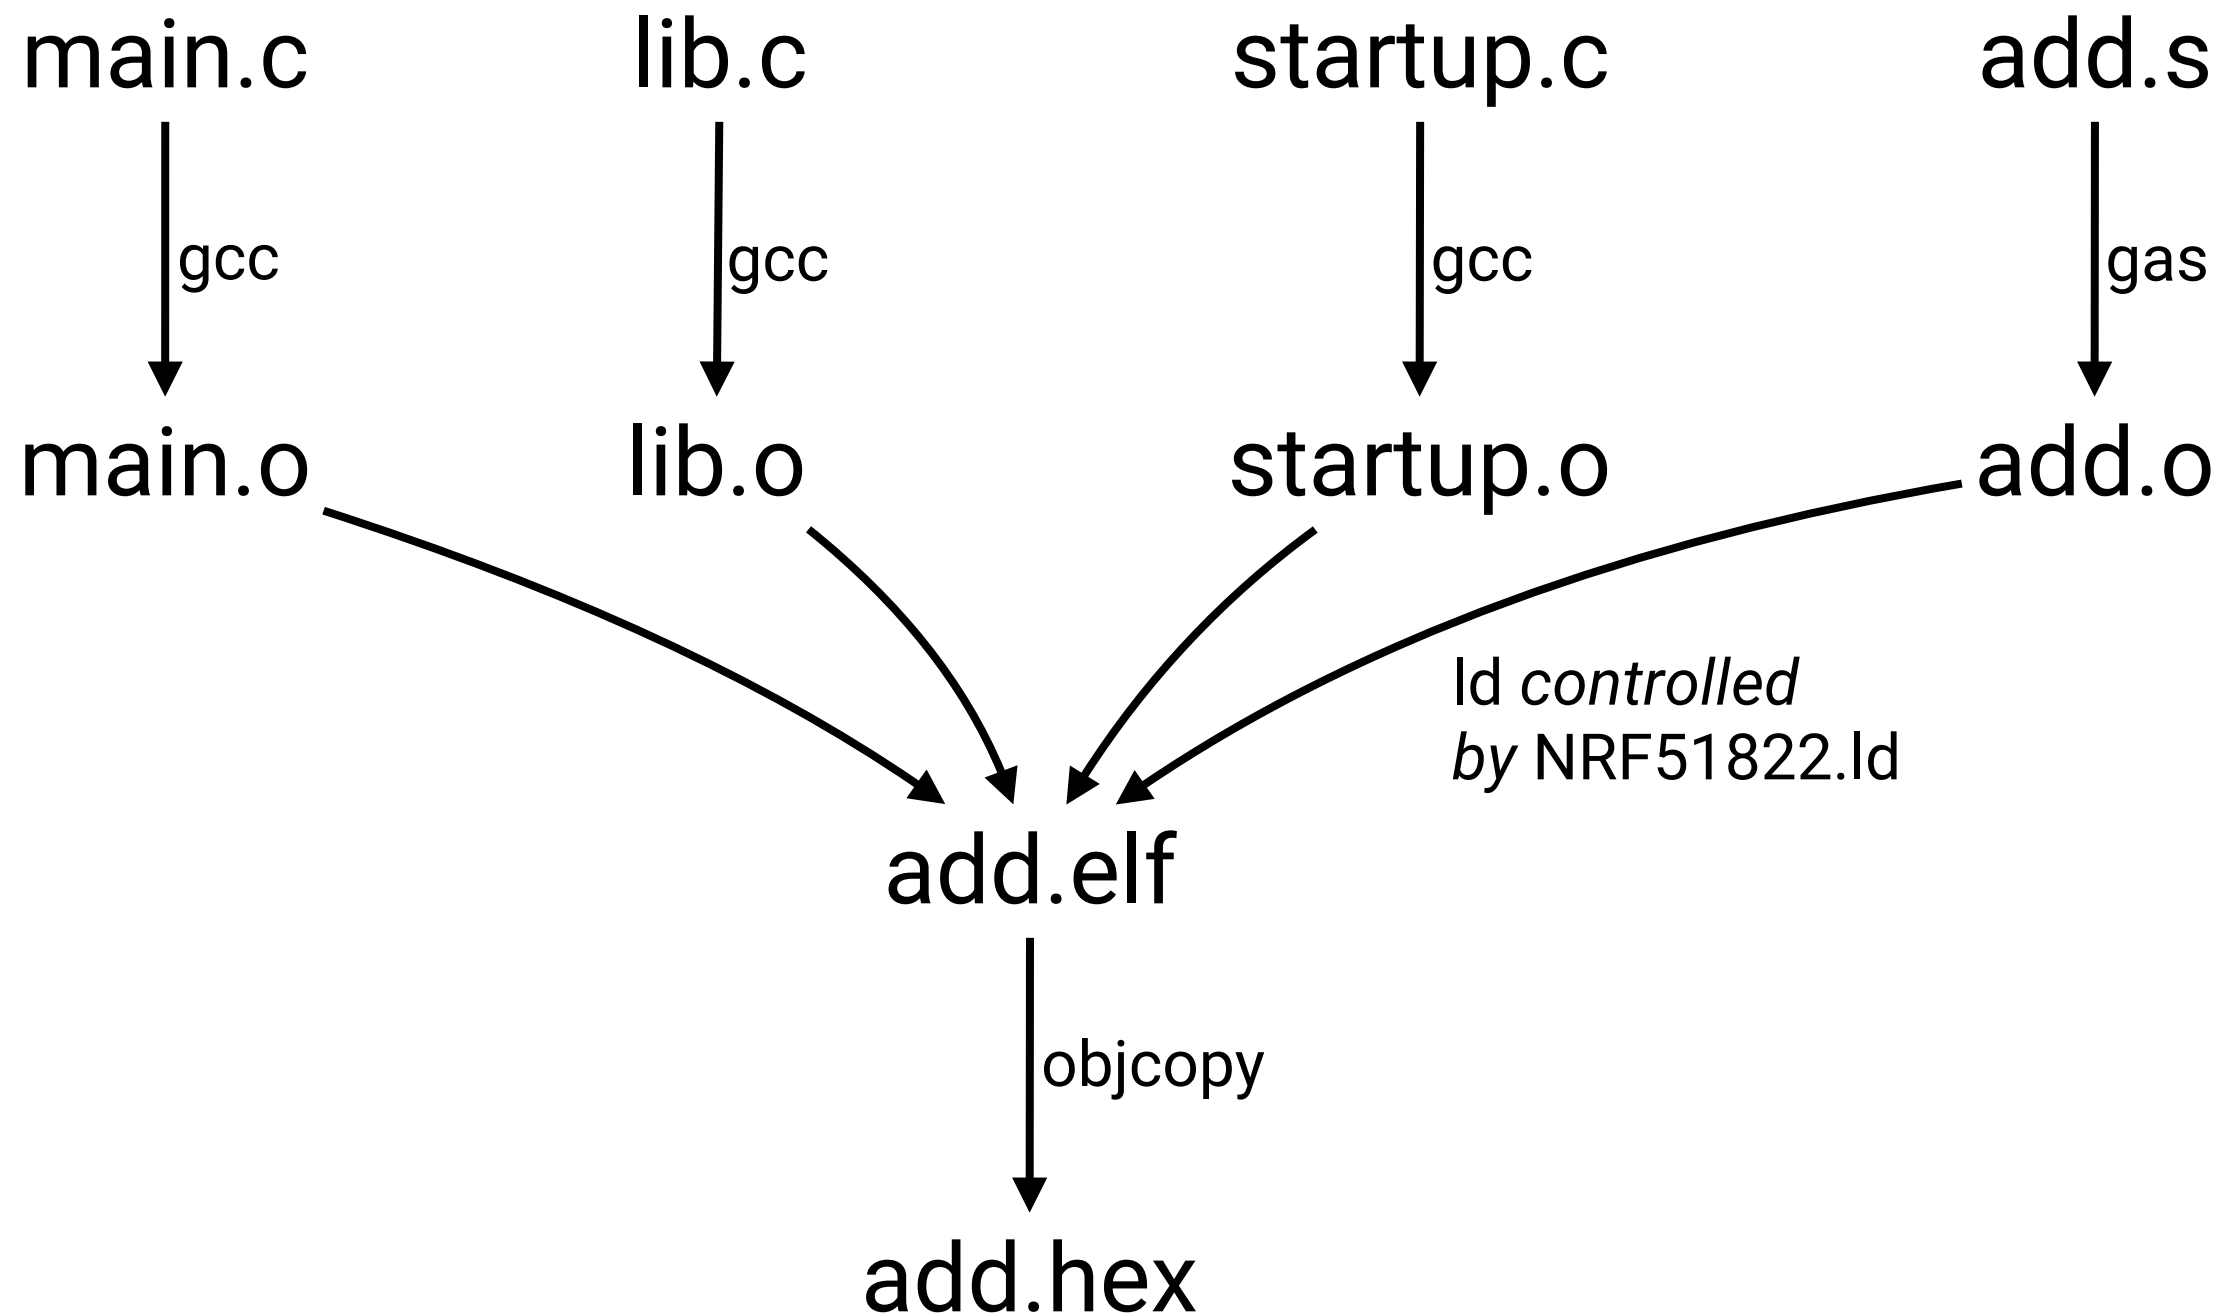 main.c
lib.c
startup.c
add.s
gcc
gcc
gcc
gas
main.o
lib.o
startup.o
add.o
ld controlled
by NRF51822.ld
add.elf
objcopy
add.hex